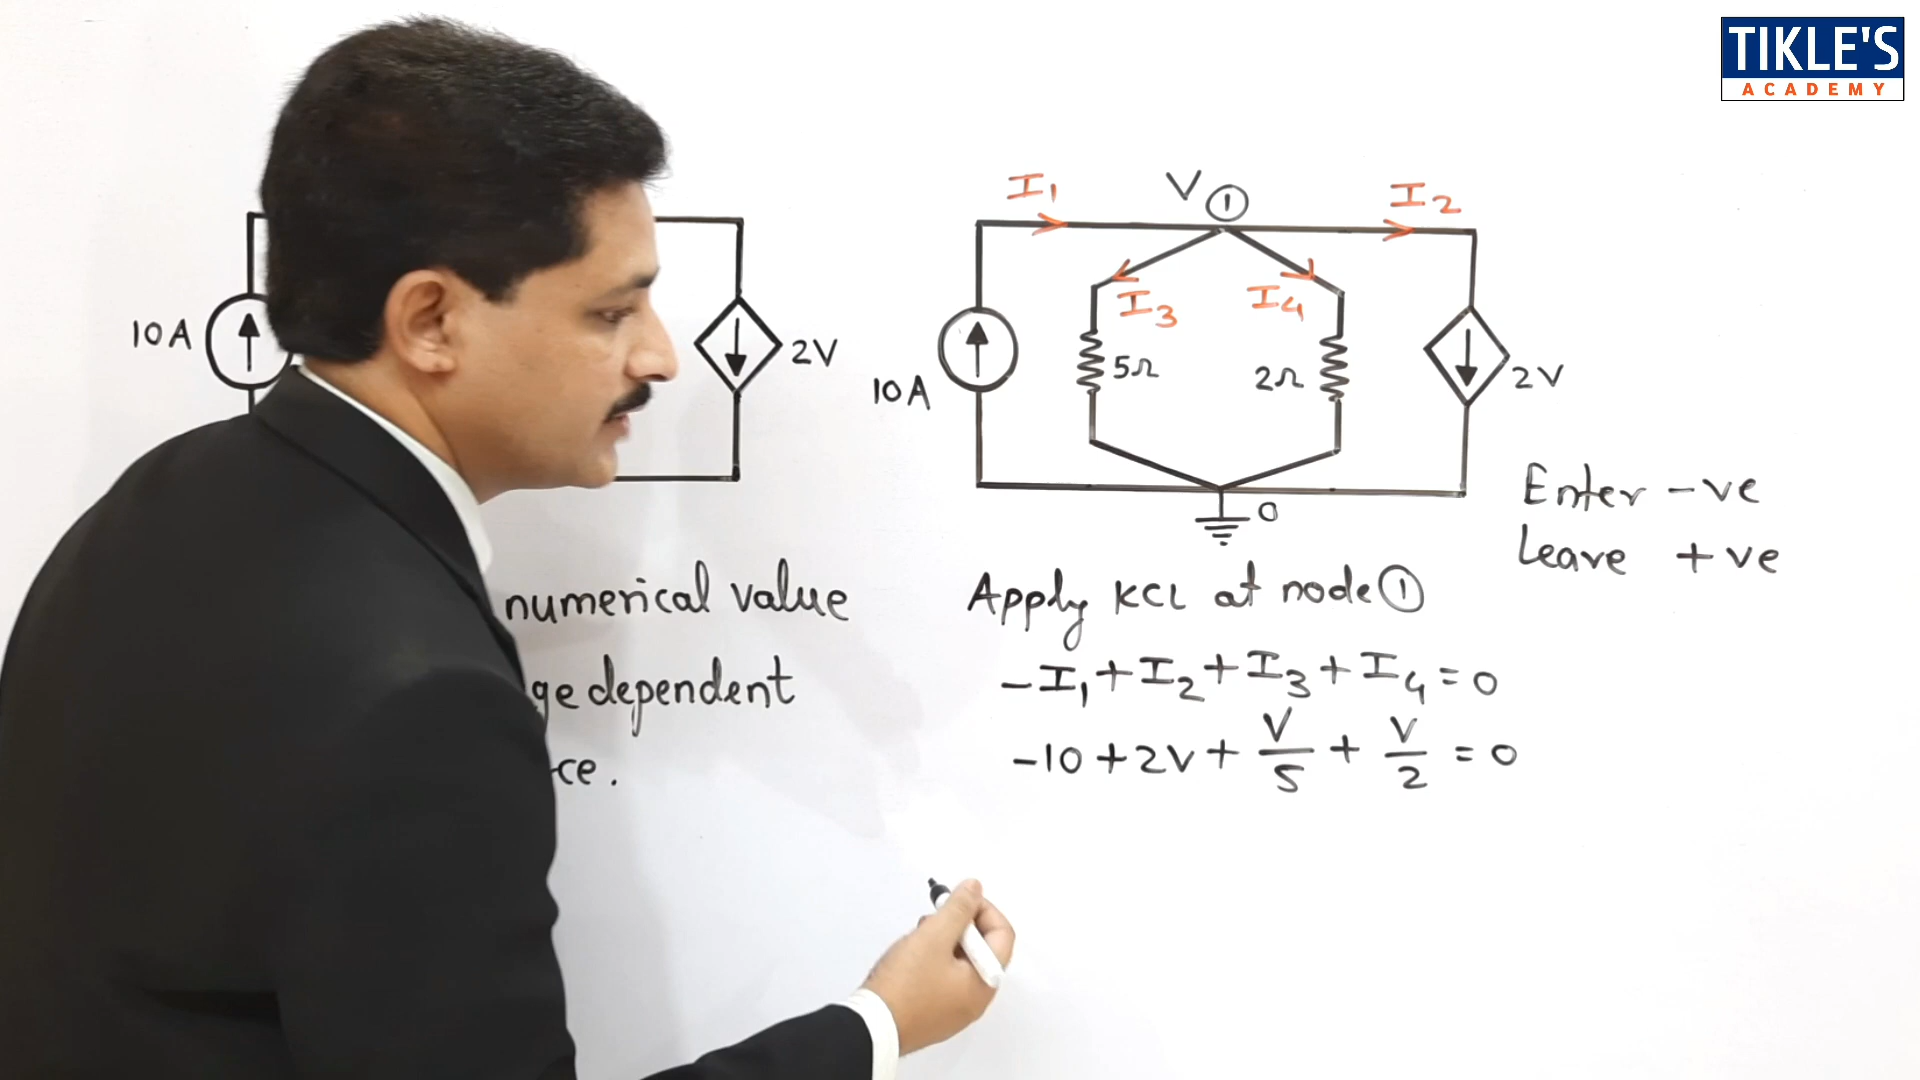 TIKLE'S
ACADEMY
10A
2V
I₁
V ①
I₂
I₃
I₄
10A
5Ω
2Ω
2V
0
Enter -ve
Leave +ve
numerical value
ge dependent
ce.
Apply KCL at node ①
-I₁ + I₂ + I₃ + I₄ = 0
-10 + 2V + V/5 + V/2 = 0